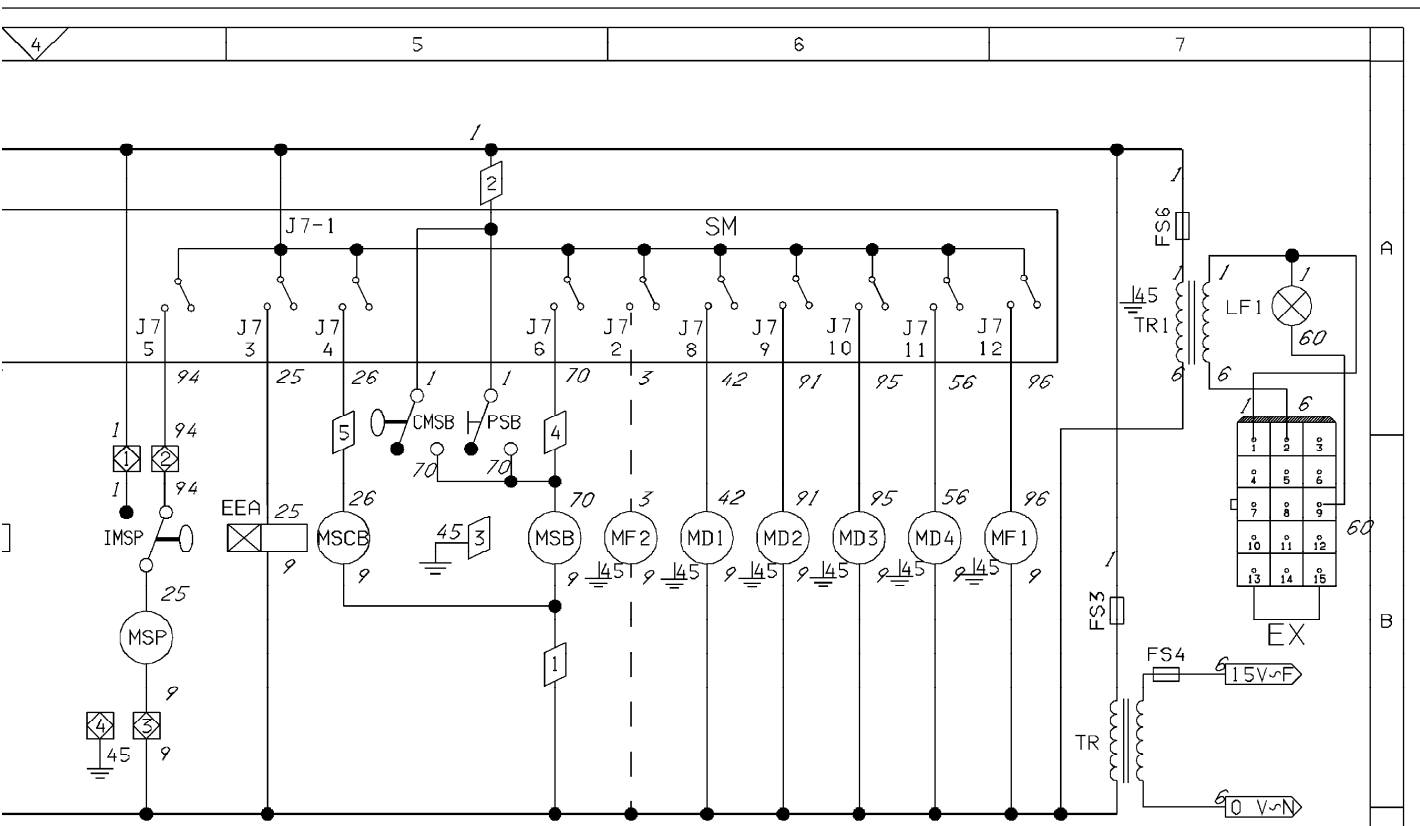 4 5 6 7
1
2
J7-1 SM
FS6 1
A
1 1 1
45 TR1 LF1
60
J7 J7 J7 J7 J7 J7 J7 J7 J7 J7
5 3 4 6 2 8 9 10 11 12
94 25 26 1 1 70 3 42 91 95 56 96
6 6
1 6
5 CMSB PSB 4
1 94
1 2
70 70
1 2 3
4 5 6
7 8 9
10 11 12
13 14 15
60
1 94
EEA 25 26 70 3 42 91 95 56 96
IMSP MSCB 45 3 MSB MF2 MD1 MD2 MD3 MD4 MF1
9 9 9 45 9 45 9 45 9 45 9 45 9 45 9
1
25
FS3
MSP
EX
B
1
FS4 6 15V~F
9
4 3
45 9
TR
6 0 V~N